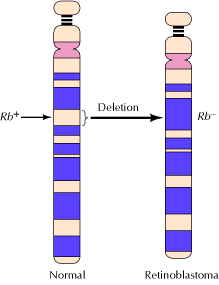 Deletion
Rb+
Rb−
Normal
Retinoblastoma